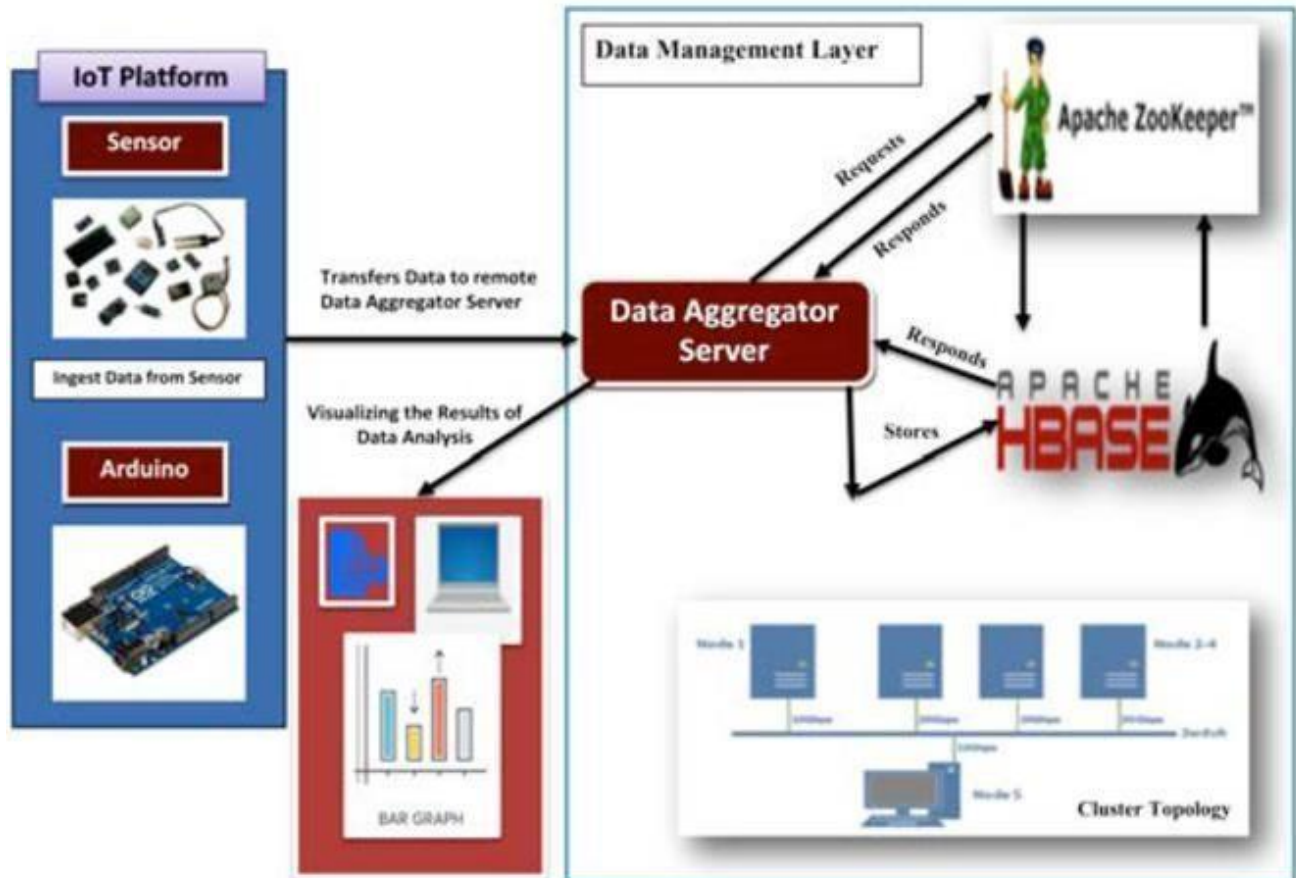 IoT Platform
Sensor
Ingest Data from Sensor
Arduino
Transfers Data to remote
Data Aggregator Server
Visualizing the Results of
Data Analysis
BAR GRAPH
Data Management Layer
Requests
Responds
Apache ZooKeeper™
Data Aggregator
Server
Responds
Stores
APACHE
HBASE
Node 1
Node 2-4
Node 5
Cluster Topology